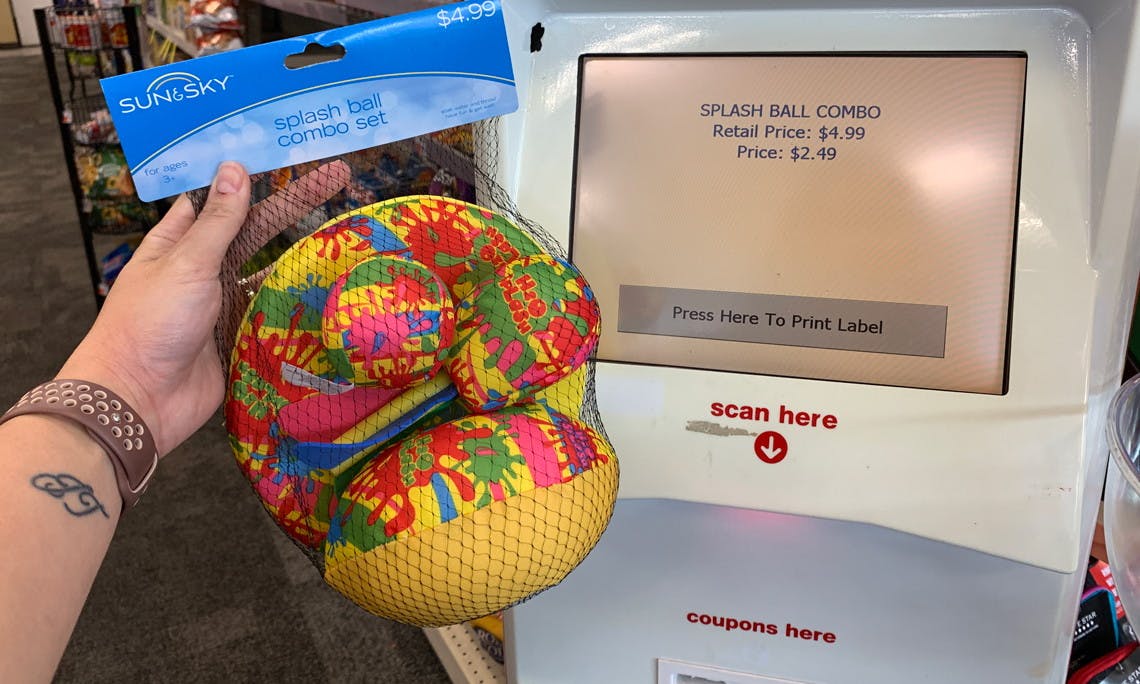 $4.99
SUN&SKY
splash ball
combo set
for ages
3+
SPLASH BALL COMBO
Retail Price: $4.99
Price: $2.49
Press Here To Print Label
scan here
coupons here